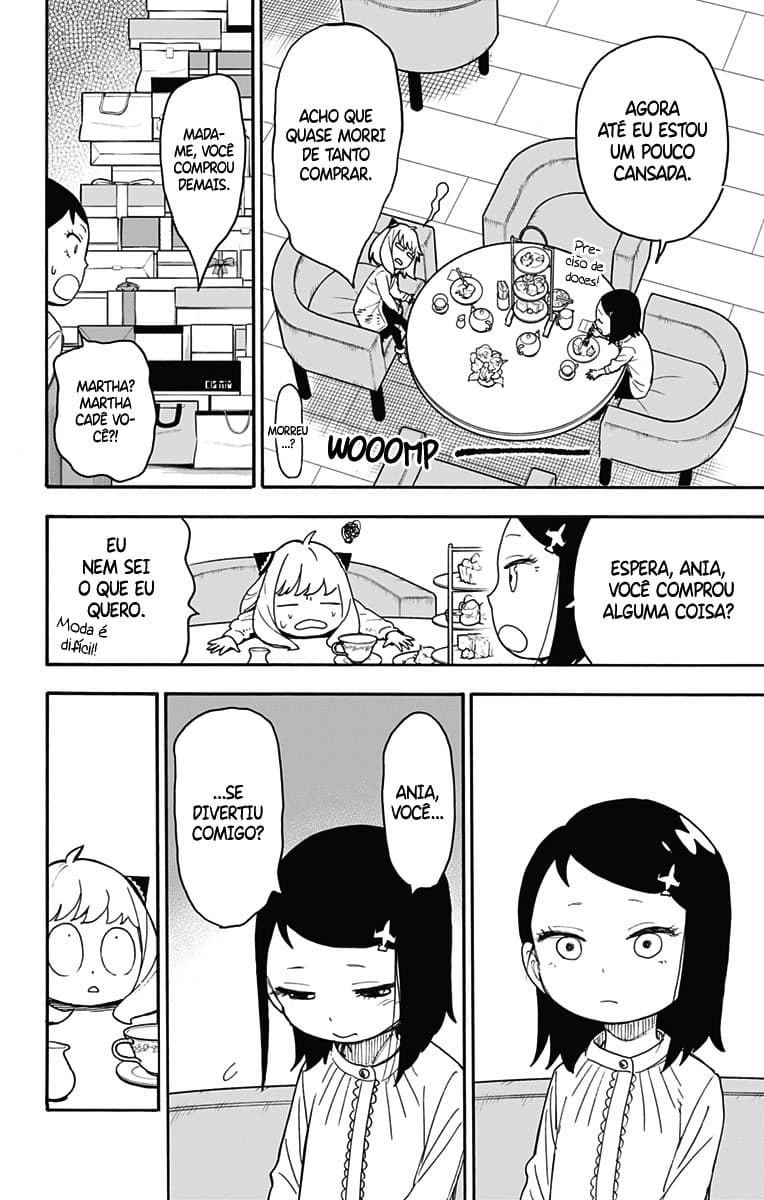 AGORA
ATÉ EU ESTOU
UM POUCO
CANSADA.
Pre-
ciso de
doces!
ACHO QUE
QUASE MORRI
DE TANTO
COMPRAR.
MORREU
...?
WOOOMP
MADA-
ME, VOCÊ
COMPROU
DEMAIS.
MARTHA?
MARTHA
CADÊ VO-
CÊ?!
ESPERA, ANIA,
VOCÊ COMPROU
ALGUMA COISA?
EU
NEM SEI
O QUE EU
QUERO.
Moda é
difícil!
ANIA,
VOCÊ...
...SE
DIVERTIU
COMIGO?